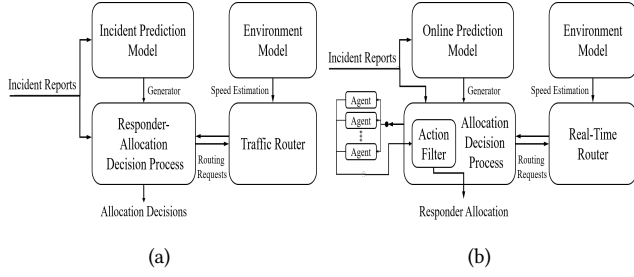 Incident Prediction
Model
Environment
Model
Incident Reports
Generator
Speed Estimation
Responder-
Allocation
Decision Process
Traffic Router
Routing
Requests
Allocation Decisions
(a)
Online Prediction
Model
Environment
Model
Incident Reports
Generator
Speed Estimation
Agent
Agent
Agent
Action
Filter
Allocation
Decision
Process
Real-Time
Router
Routing
Requests
Responder Allocation
(b)